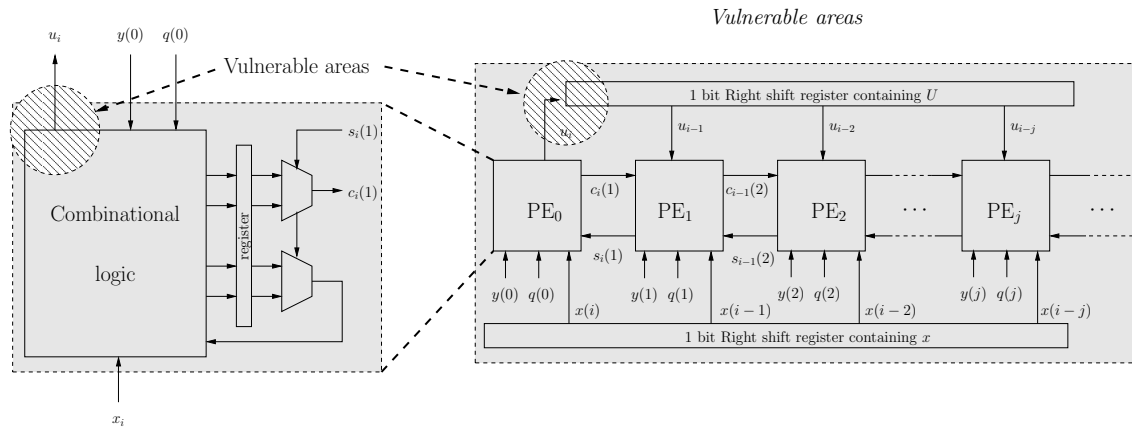 Vulnerable areas
u_i
y(0)
q(0)
Vulnerable areas
s_i(1)
c_i(1)
Combinational
logic
register
x_i
1 bit Right shift register containing U
u_i
u_{i−1}
u_{i−2}
u_{i−j}
PE_0
c_i(1)
PE_1
c_{i−1}(2)
PE_2
···
PE_j
···
s_i(1)
s_{i−1}(2)
y(0)
q(0)
y(1)
q(1)
y(2)
q(2)
y(j)
q(j)
x(i)
x(i − 1)
x(i − 2)
x(i − j)
1 bit Right shift register containing x